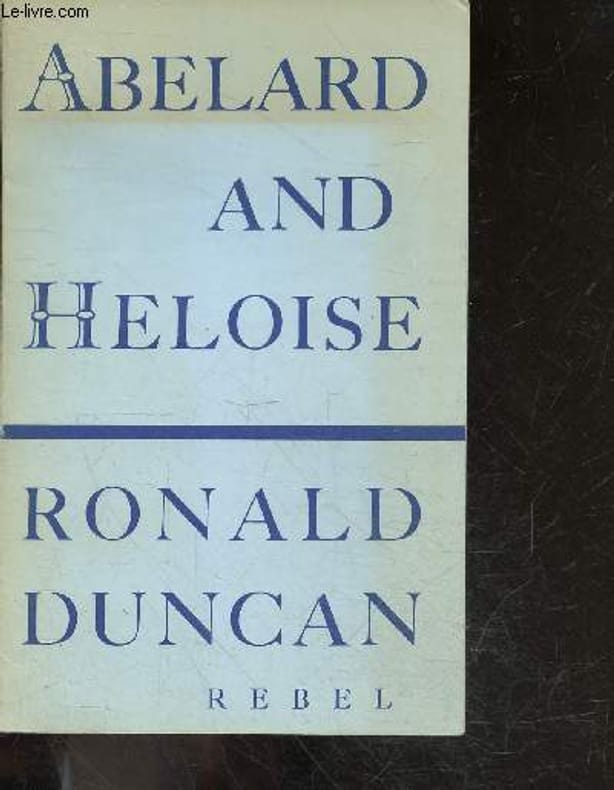 Le-livre.com
ABELARD
AND
HELOISE
RONALD
DUNCAN
REBEL